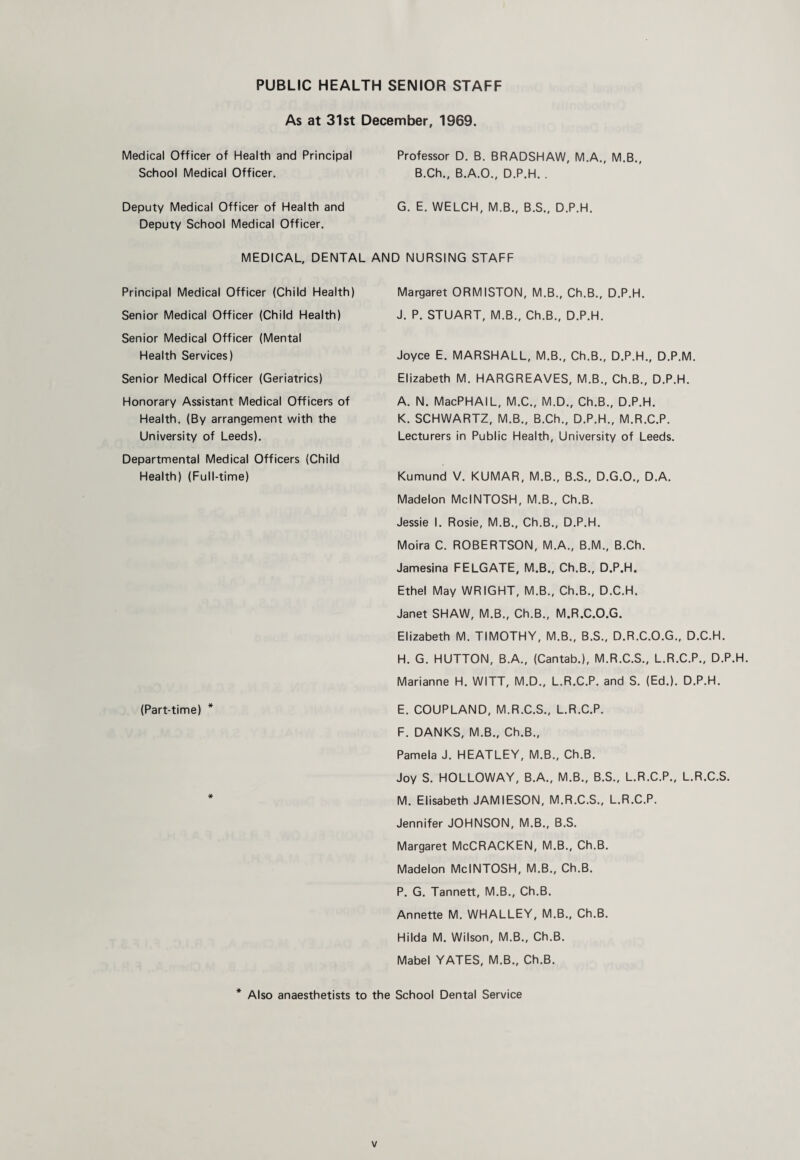 PUBLIC HEALTH SENIOR STAFF
As at 31st December, 1969.
Medical Officer of Health and Principal School Medical Officer.
Professor D. B. BRADSHAW, M.A., M.B., B.Ch., B.A.O., D.P.H. .
Deputy Medical Officer of Health and Deputy School Medical Officer.
G. E. WELCH, M.B., B.S., D.P.H.
MEDICAL, DENTAL AND NURSING STAFF
Principal Medical Officer (Child Health)
Margaret ORMISTON, M.B., Ch.B., D.P.H.
Senior Medical Officer (Child Health)
J. P. STUART, M.B., Ch.B., D.P.H.
Senior Medical Officer (Mental
Health Services)
Joyce E. MARSHALL, M.B., Ch.B., D.P.H., D.P.M.
Senior Medical Officer (Geriatrics)
Elizabeth M. HARGREAVES, M.B., Ch.B., D.P.H.
Honorary Assistant Medical Officers of
Health. (By arrangement with the
University of Leeds).
A. N. MacPHAIL, M.C., M.D., Ch.B., D.P.H.
K. SCHWARTZ, M.B., B.Ch., D.P.H., M.R.C.P.
Lecturers in Public Health, University of Leeds.
Departmental Medical Officers (Child
Health) (Full-time)
Kumund V. KUMAR, M.B., B.S., D.G.O., D.A.
Madelon McINTOSH, M.B., Ch.B.
Jessie I. Rosie, M.B., Ch.B., D.P.H.
Moira C. ROBERTSON, M.A., B.M., B.Ch.
Jamesina FELGATE, M.B., Ch.B., D.P.H.
Ethel May WRIGHT, M.B., Ch.B., D.C.H.
Janet SHAW, M.B., Ch.B., M.R.C.O.G.
Elizabeth M. TIMOTHY, M.B., B.S., D.R.C.O.G., D.C.H.
H. G. HUTTON, B.A., (Cantab.), M.R.C.S., L.R.C.P., D.P.H.
Marianne H. WITT, M.D., L.R.C.P. and S. (Ed.). D.P.H.
(Part-time) *
E. COUPLAND, M.R.C.S., L.R.C.P.
F. DANKS, M.B., Ch.B.,
Pamela J. HEATLEY, M.B., Ch.B.
Joy S. HOLLOWAY, B.A., M.B., B.S., L.R.C.P., L.R.C.S.
* M. Elisabeth JAMIESON, M.R.C.S., L.R.C.P.
Jennifer JOHNSON, M.B., B.S.
Margaret McCRACKEN, M.B., Ch.B.
Madelon McINTOSH, M.B., Ch.B.
P. G. Tannett, M.B., Ch.B.
Annette M. WHALLEY, M.B., Ch.B.
Hilda M. Wilson, M.B., Ch.B.
Mabel YATES, M.B., Ch.B.
* Also anaesthetists to the School Dental Service
v